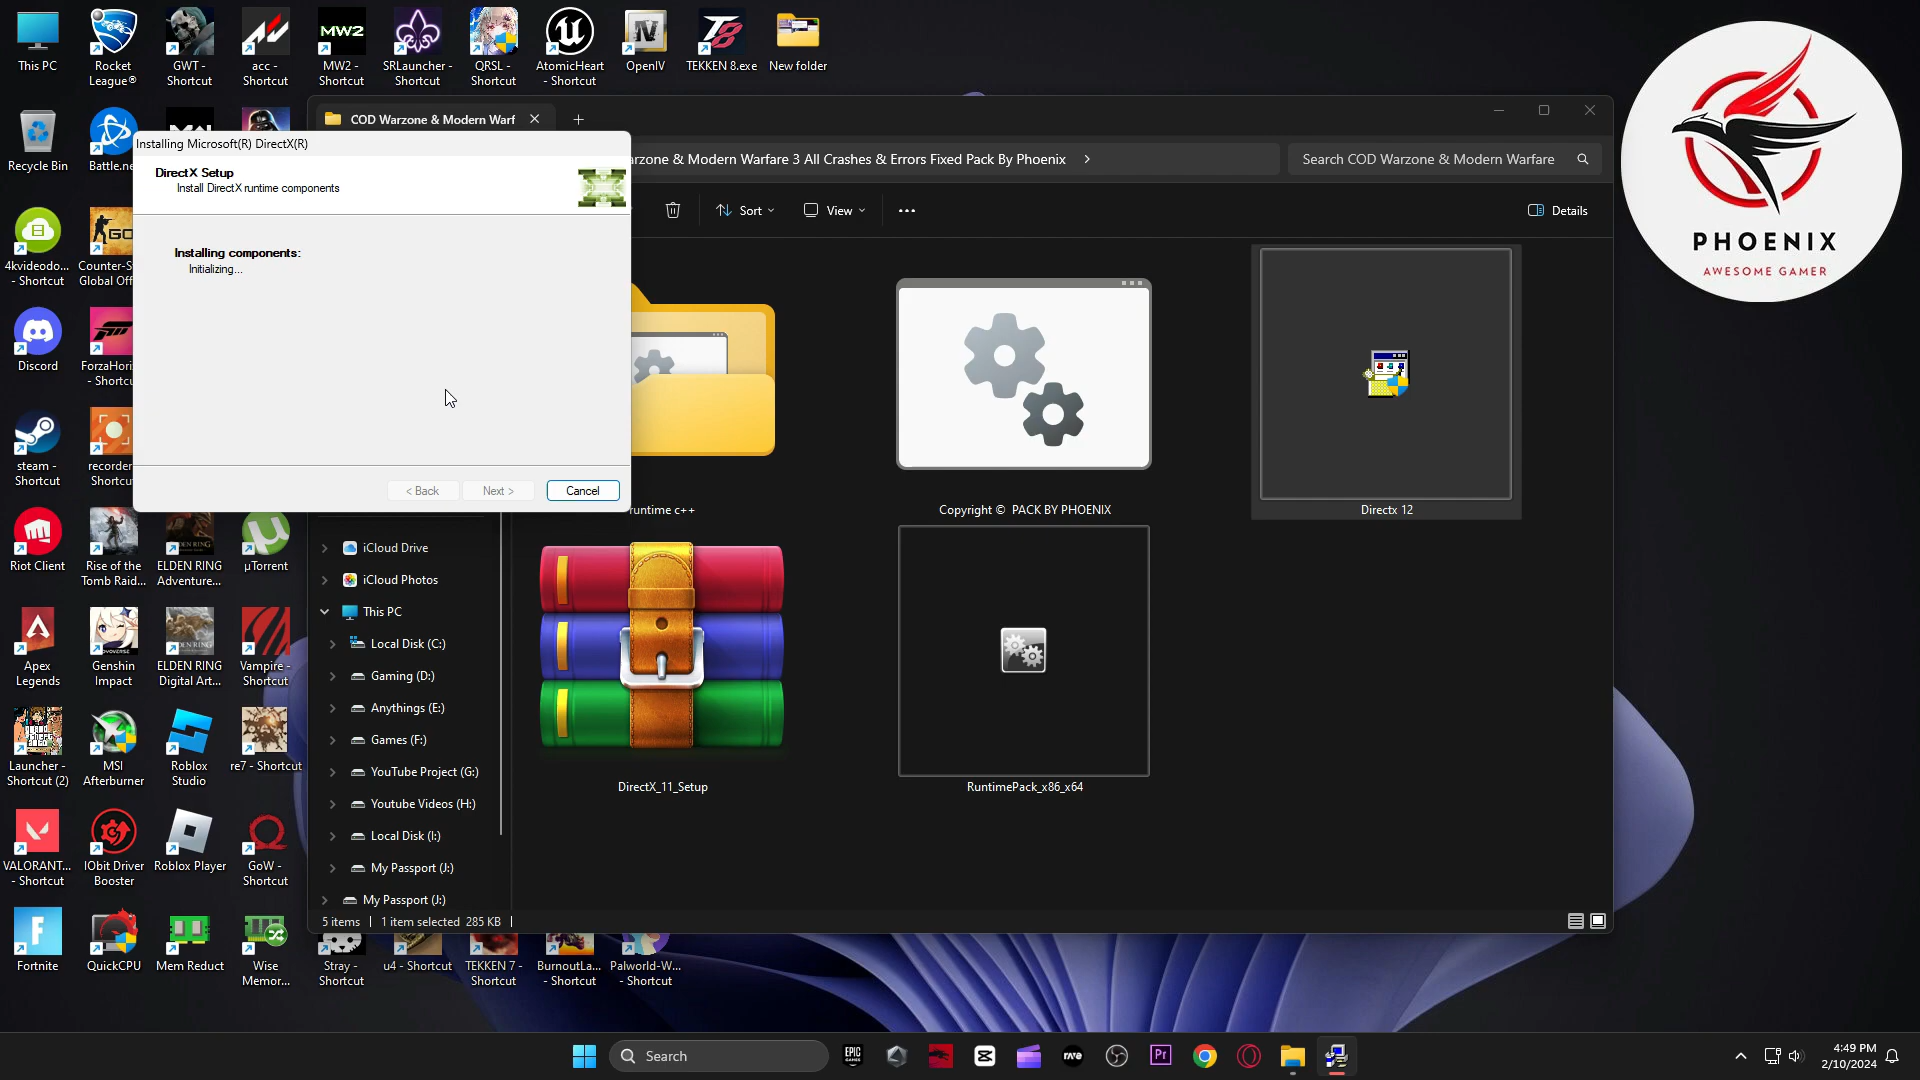 This PC
Rocket
League®
GWT -
Shortcut
acc -
Shortcut
MW2
MW2 -
Shortcut
SRLauncher -
Shortcut
QRSL -
Shortcut
AtomicHeart
- Shortcut
OpenIV
TEKKEN 8.exe
New folder
COD Warzone & Modern Warf
Recycle Bin
Battle.ne
Installing Microsoft(R) DirectX(R)
DirectX Setup
Install DirectX runtime components
Installing components:
Initializing...
< Back
Next >
Cancel
arzone & Modern Warfare 3 All Crashes & Errors Fixed Pack By Phoenix
Search COD Warzone & Modern Warfare
Sort
View
Details
PHOENIX
AWESOME GAMER
4kvideodo...
- Shortcut
GO
Counter-S
Global Off
Discord
ForzaHori
- Shortcu
steam -
Shortcut
recorder
Shortcu
Riot Client
Rise of the
Tomb Raid...
ELDEN RING
Adventure...
µTorrent
Apex
Legends
Genshin
Impact
ELDEN RING
Digital Art...
Vampire -
Shortcut
Launcher -
Shortcut (2)
MSI
Afterburner
Roblox
Studio
re7 - Shortcut
VALORANT...
- Shortcut
IObit Driver
Booster
Roblox Player
GoW -
Shortcut
Fortnite
QuickCPU
Mem Reduct
Wise
Memor...
Stray -
Shortcut
u4 - Shortcut
TEKKEN 7 -
Shortcut
BurnoutLa...
- Shortcut
Palworld-W...
- Shortcut
iCloud Drive
iCloud Photos
This PC
Local Disk (C:)
Gaming (D:)
Anythings (E:)
Games (F:)
YouTube Project (G:)
Youtube Videos (H:)
Local Disk (I:)
My Passport (J:)
My Passport (J:)
runtime c++
Copyright © PACK BY PHOENIX
Directx 12
DirectX_11_Setup
RuntimePack_x86_x64
5 items
1 item selected 285 KB
Search
EPIC
GAMES
rave
Pr
4:49 PM
2/10/2024